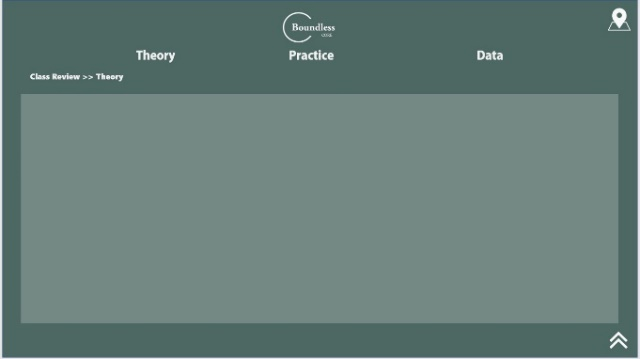 Boundless
Theory
Practice
Data
Class Review >> Theory